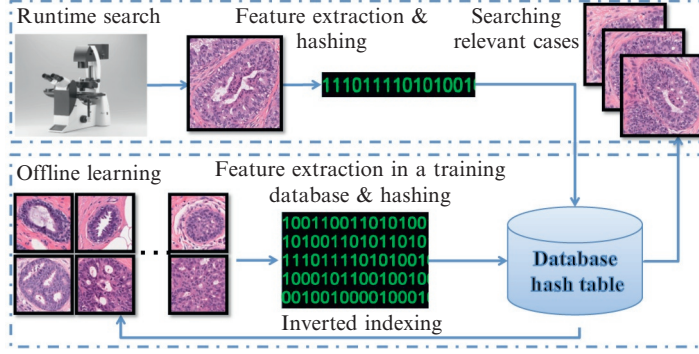 Runtime search
Feature extraction &
hashing
Searching
relevant cases
111011110101001
Offline learning
Feature extraction in a training
database & hashing
100110011010100
101001101011010
111011110101001
100010110010010
001001000010001
Database
hash table
Inverted indexing